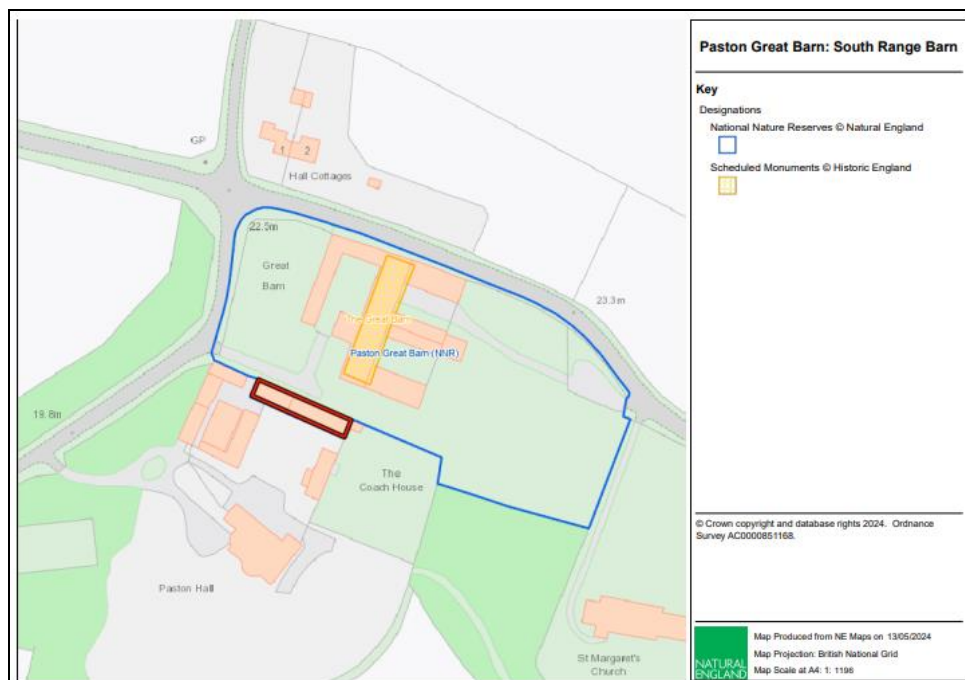 Paston Great Barn: South Range Barn
Key
Designations
National Nature Reserves © Natural England
Scheduled Monuments © Historic England
© Crown copyright and database rights 2024. Ordnance
Survey AC0000851168.
NATURAL
ENGLAND
Map Produced from NE Maps on 13/05/2024
Map Projection: British National Grid
Map Scale at A4: 1: 1196
GP
1 2
Hall Cottages
22.5m
Great
Barn
23.3m
The Great Barn
Paston Great Barn (NNR)
19.8m
The
Coach House
Paston Hall
St Margaret's
Church